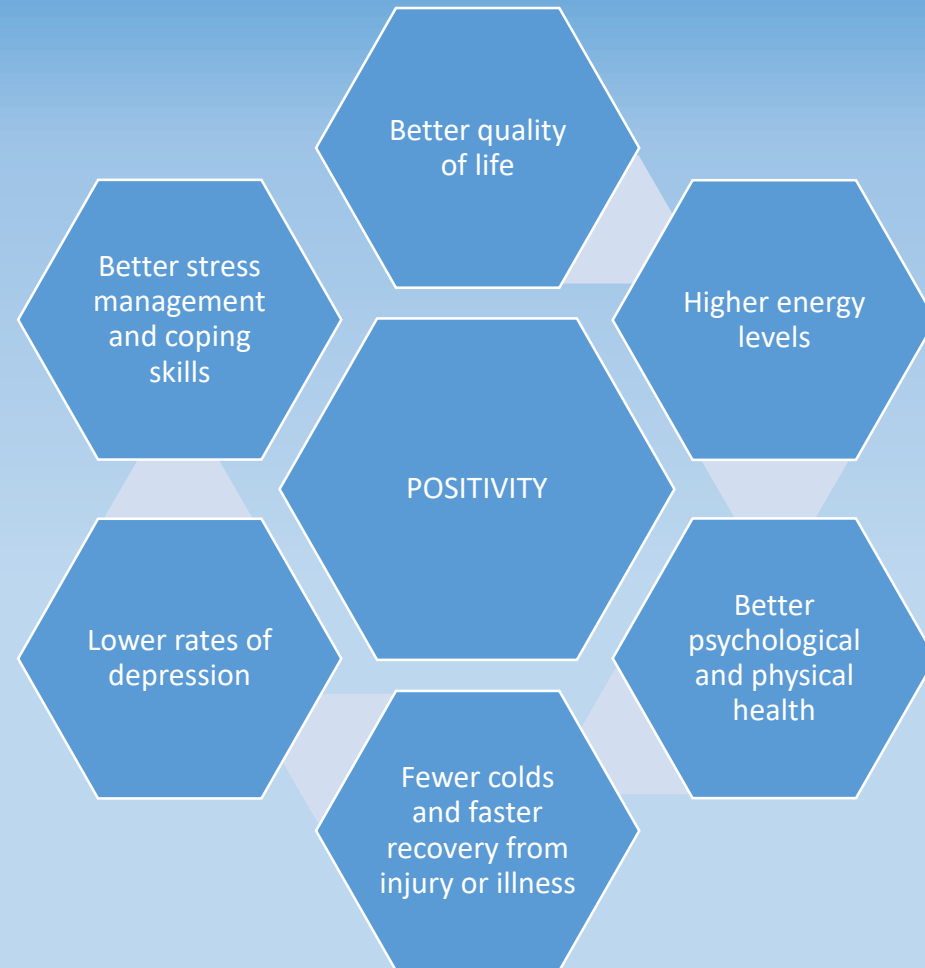 Better quality
of life
Higher energy
levels
Better
psychological
and physical
health
Fewer colds
and faster
recovery from
injury or illness
Lower rates of
depression
Better stress
management
and coping
skills
POSITIVITY